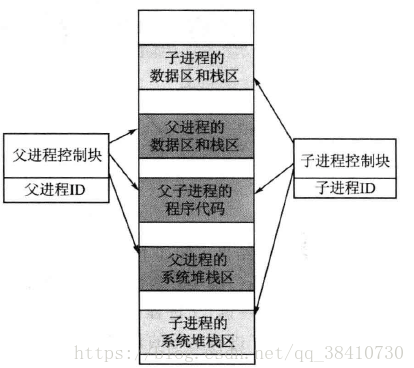 子进程的
数据区和栈区
父进程的
数据区和栈区
父进程控制块
父进程ID
父子进程的
程序代码
子进程控制块
子进程ID
父进程的
系统堆栈区
子进程的
系统堆栈区
https://blog.csdn.net/qq_38410730